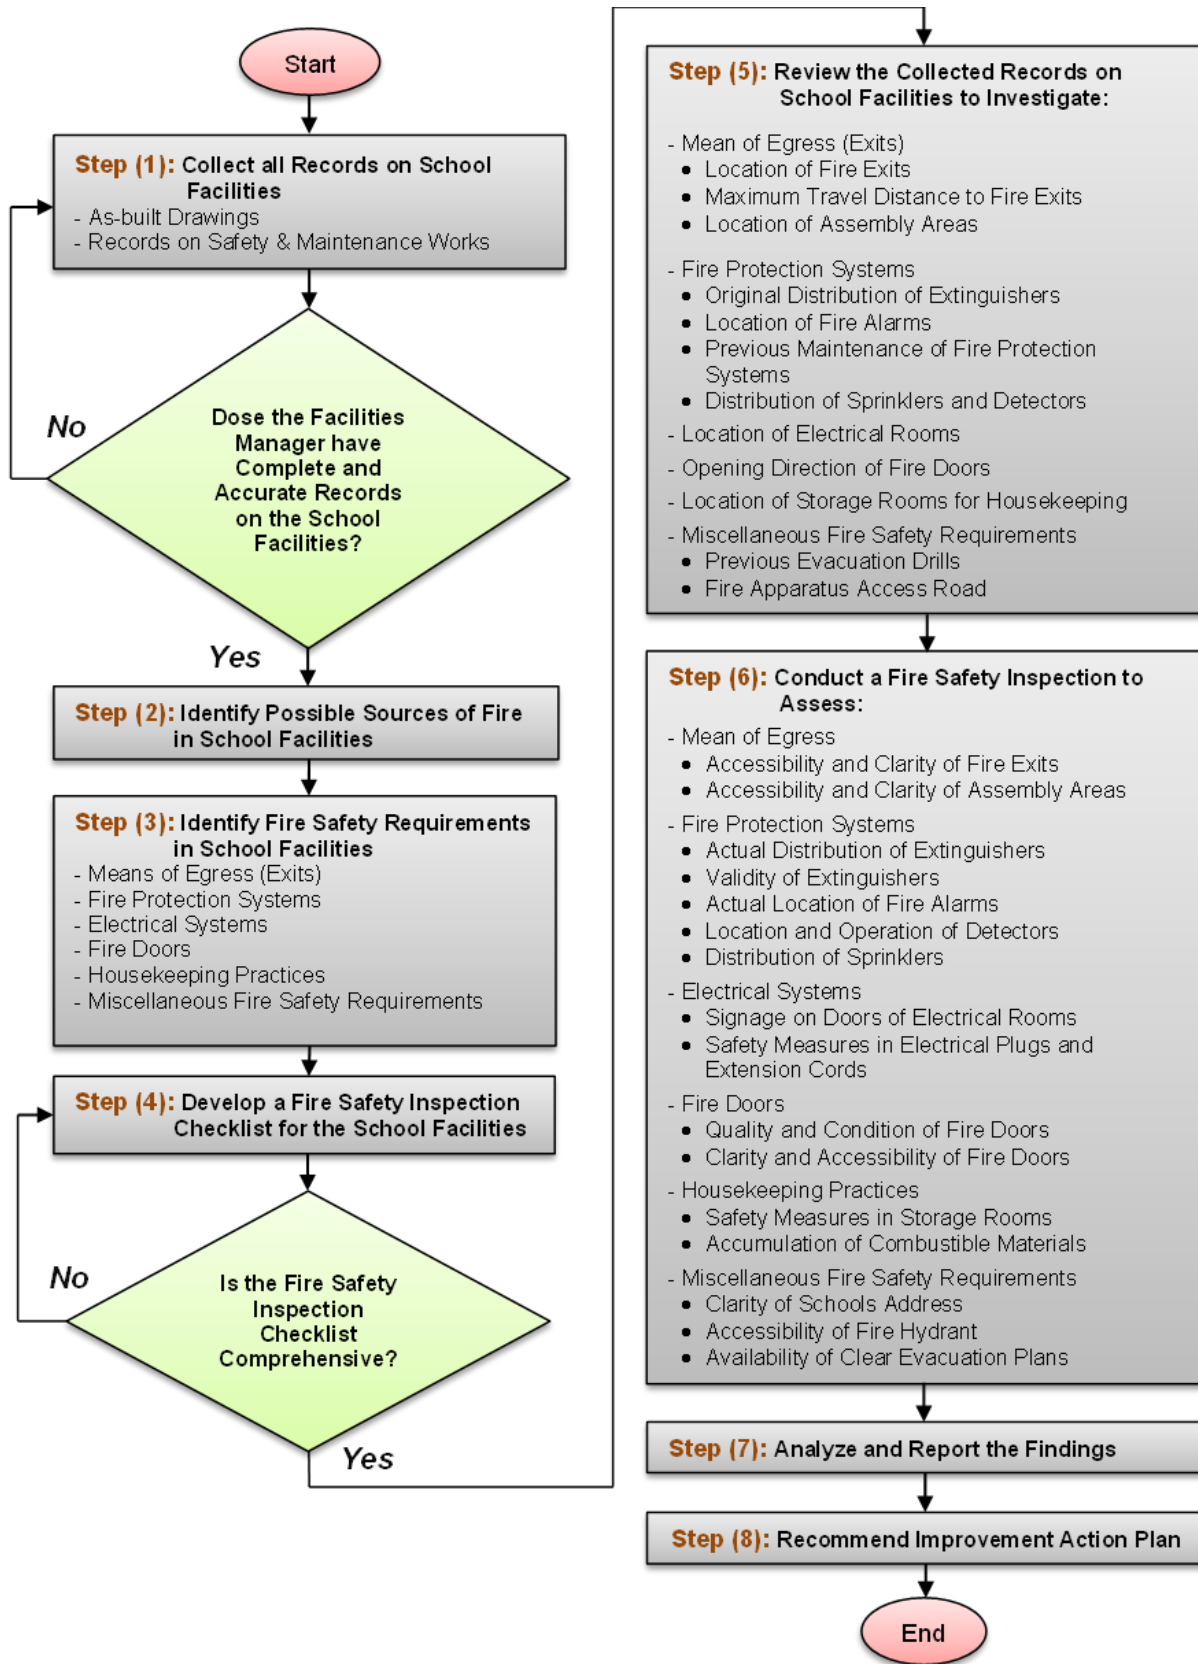 Start
Step (1): Collect all Records on School
Facilities
- As-built Drawings
- Records on Safety & Maintenance Works
No
Dose the Facilities
Manager have
Complete and
Accurate Records
on the School
Facilities?
Yes
Step (2): Identify Possible Sources of Fire
in School Facilities
Step (3): Identify Fire Safety Requirements
in School Facilities
- Means of Egress (Exits)
- Fire Protection Systems
- Electrical Systems
- Fire Doors
- Housekeeping Practices
- Miscellaneous Fire Safety Requirements
Step (4): Develop a Fire Safety Inspection
Checklist for the School Facilities
No
Is the Fire Safety
Inspection
Checklist
Comprehensive?
Yes
Step (5): Review the Collected Records on
School Facilities to Investigate:
- Mean of Egress (Exits)
• Location of Fire Exits
• Maximum Travel Distance to Fire Exits
• Location of Assembly Areas
- Fire Protection Systems
• Original Distribution of Extinguishers
• Location of Fire Alarms
• Previous Maintenance of Fire Protection
Systems
• Distribution of Sprinklers and Detectors
- Location of Electrical Rooms
- Opening Direction of Fire Doors
- Location of Storage Rooms for Housekeeping
- Miscellaneous Fire Safety Requirements
• Previous Evacuation Drills
• Fire Apparatus Access Road
Step (6): Conduct a Fire Safety Inspection to
Assess:
- Mean of Egress
• Accessibility and Clarity of Fire Exits
• Accessibility and Clarity of Assembly Areas
- Fire Protection Systems
• Actual Distribution of Extinguishers
• Validity of Extinguishers
• Actual Location of Fire Alarms
• Location and Operation of Detectors
• Distribution of Sprinklers
- Electrical Systems
• Signage on Doors of Electrical Rooms
• Safety Measures in Electrical Plugs and
Extension Cords
- Fire Doors
• Quality and Condition of Fire Doors
• Clarity and Accessibility of Fire Doors
- Housekeeping Practices
• Safety Measures in Storage Rooms
• Accumulation of Combustible Materials
- Miscellaneous Fire Safety Requirements
• Clarity of Schools Address
• Accessibility of Fire Hydrant
• Availability of Clear Evacuation Plans
Step (7): Analyze and Report the Findings
Step (8): Recommend Improvement Action Plan
End